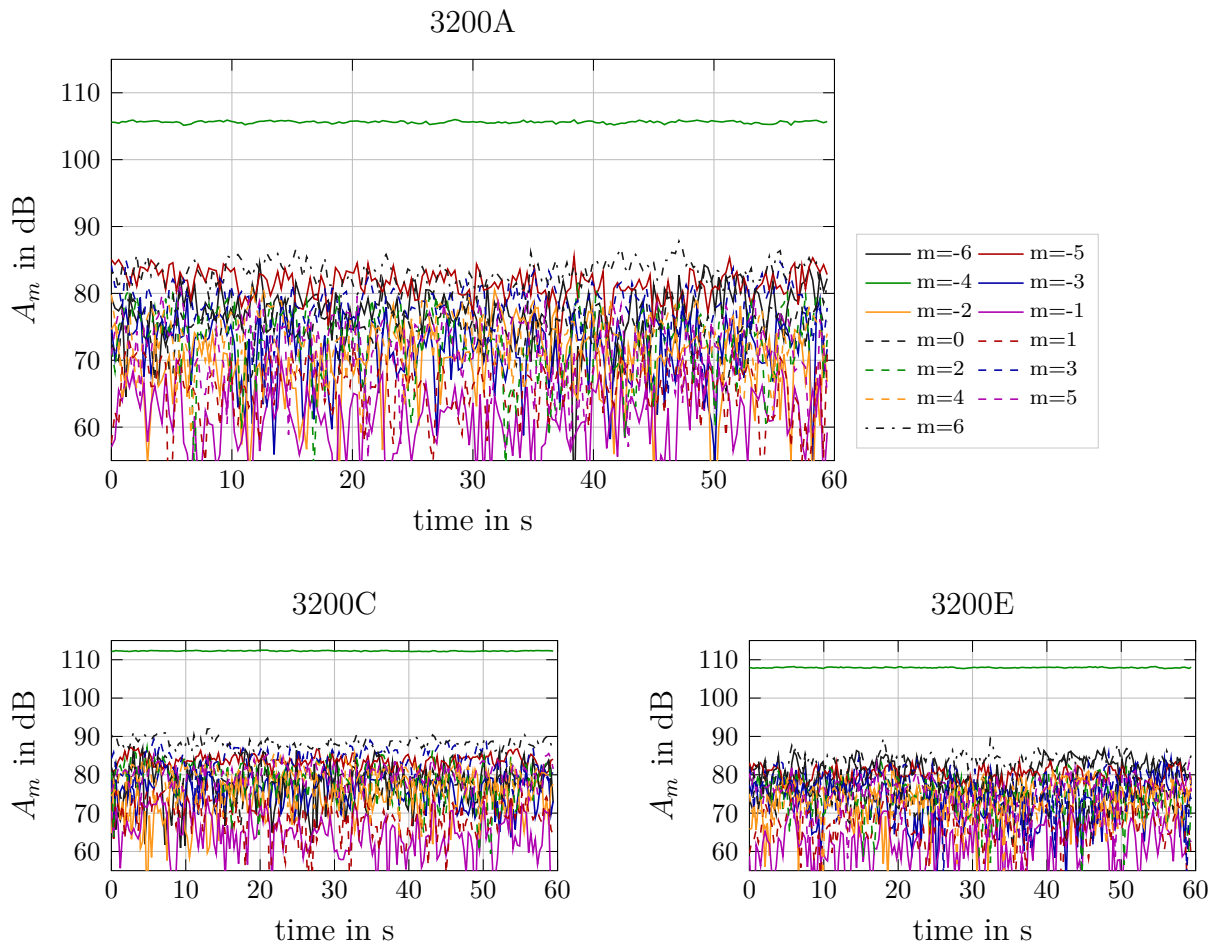 3200A
110
100
90
80
70
60
0 10 20 30 40 50 60
A_m in dB
time in s
m=-6 m=-5
m=-4 m=-3
m=-2 m=-1
m=0 m=1
m=2 m=3
m=4 m=5
m=6
3200C
110
100
90
80
70
60
0 10 20 30 40 50 60
A_m in dB
time in s
3200E
110
100
90
80
70
60
0 10 20 30 40 50 60
A_m in dB
time in s